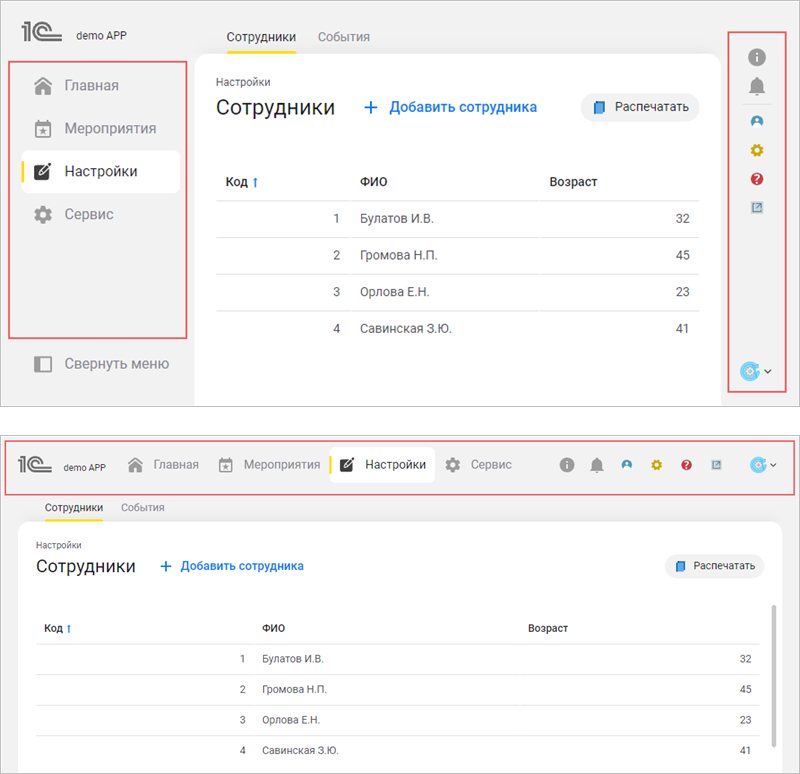 1С demo APP
Сотрудники События
Главная
Мероприятия
Настройки
Сервис
Свернуть меню
Настройки
Сотрудники + Добавить сотрудника Распечатать
Код ↑ ФИО Возраст
1 Булатов И.В. 32
2 Громова Н.П. 45
3 Орлова Е.Н. 23
4 Савинская З.Ю. 41
1С demo APP Главная Мероприятия Настройки Сервис
Сотрудники События
Настройки
Сотрудники + Добавить сотрудника Распечатать
Код ↑ ФИО Возраст
1 Булатов И.В. 32
2 Громова Н.П. 45
3 Орлова Е.Н. 23
4 Савинская З.Ю. 41